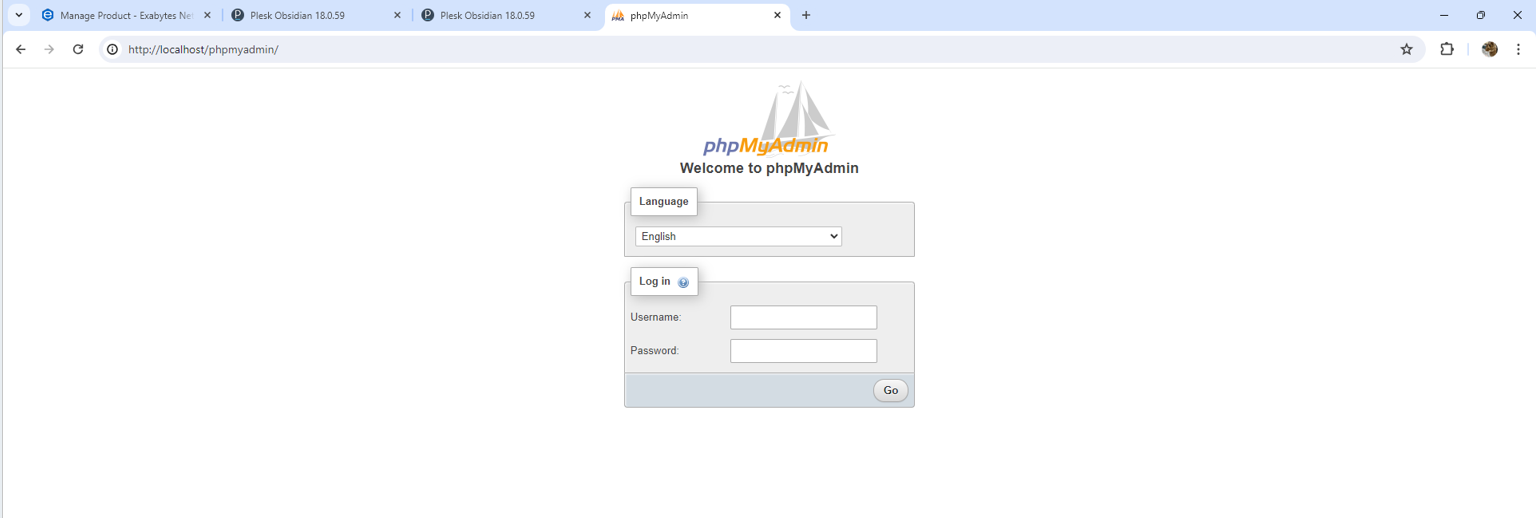 Manage Product - Exabytes Net
Plesk Obsidian 18.0.59
Plesk Obsidian 18.0.59
phpMyAdmin
http://localhost/phpmyadmin/
phpMyAdmin
Welcome to phpMyAdmin
Language
English
Log in
Username:
Password:
Go